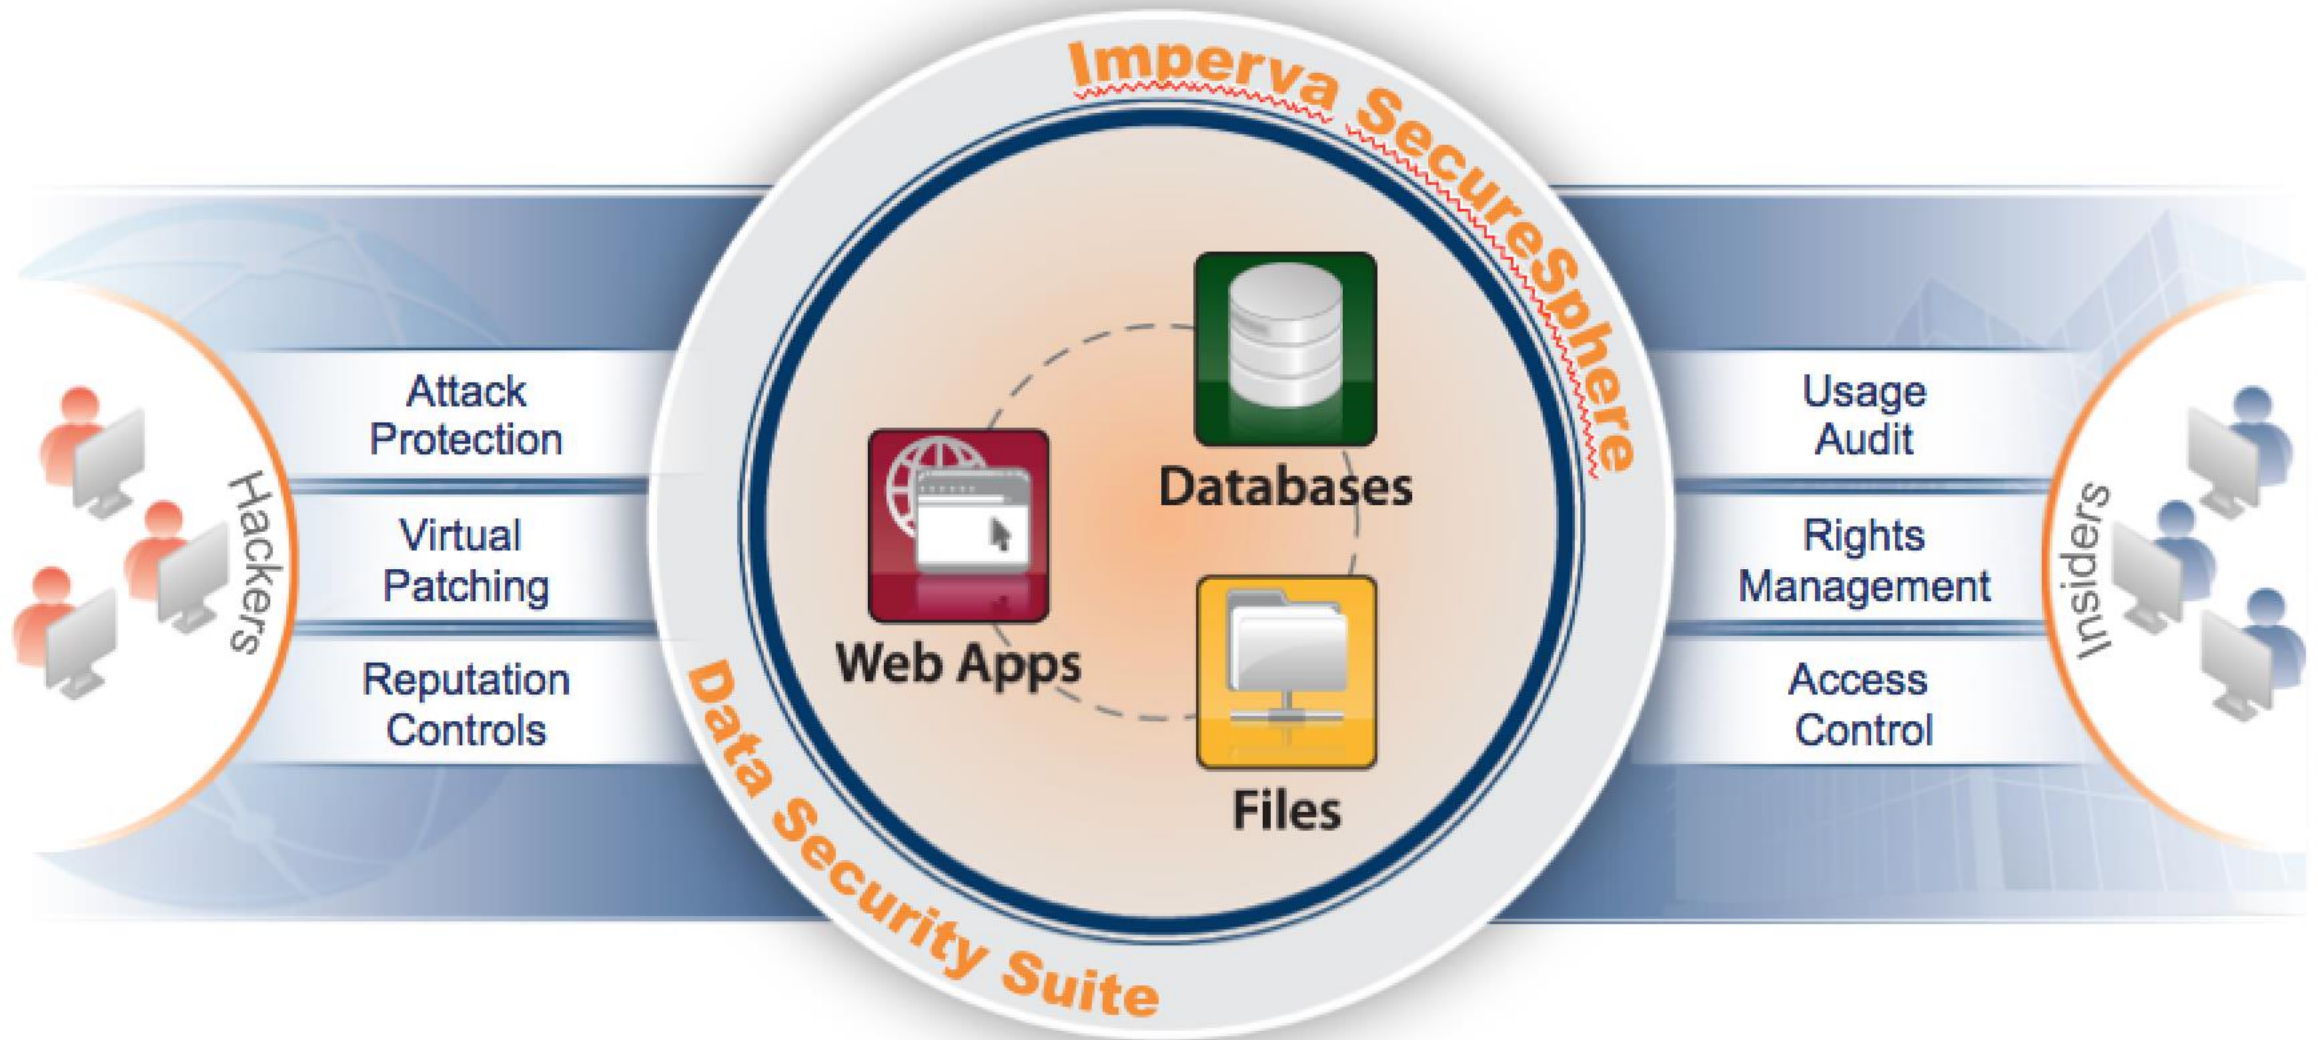 Imperva SecureSphere
Hackers
Attack
Protection
Virtual
Patching
Reputation
Controls
Databases
Web Apps
Files
Usage
Audit
Rights
Management
Access
Control
Insiders
Data Security Suite